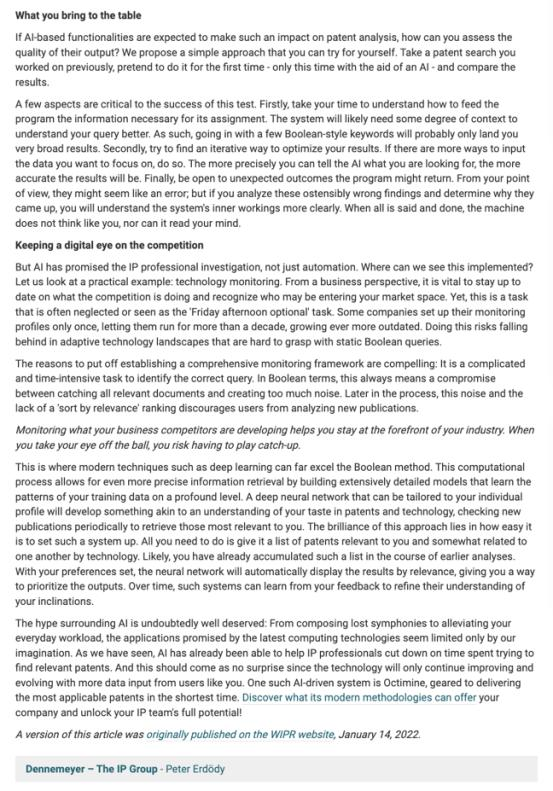 What you bring to the table
If AI-based functionalities are expected to make such an impact on patent analysis, how can you assess the
quality of their output? We propose a simple approach that you can try for yourself. Take a patent search you
worked on previously, pretend to do it for the first time - only this time with the aid of an AI - and compare the
results.
A few aspects are critical to the success of this test. Firstly, take your time to understand how to feed the
program the information necessary for its assignment. The system will likely need some degree of context to
understand your query better. As such, going in with a few Boolean-style keywords will probably only land you
very broad results. Secondly, try to find an iterative way to optimize your results. If there are more ways to input
the data you want to focus on, do so. The more precisely you can tell the AI what you are looking for, the more
accurate the results will be. Finally, be open to unexpected outcomes the program might return. From your point
of view, they might seem like an error; but if you analyze these ostensibly wrong findings and determine why they
came up, you will understand the system's inner workings more clearly. When all is said and done, the machine
does not think like you, nor can it read your mind.
Keeping a digital eye on the competition
But AI has promised the IP professional investigation, not just automation. Where can we see this implemented?
Let us look at a practical example: technology monitoring. From a business perspective, it is vital to stay up to
date on what the competition is doing and recognize who may be entering your market space. Yet, this is a task
that is often neglected or seen as the 'Friday afternoon optional' task. Some companies set up their monitoring
profiles only once, letting them run for more than a decade, growing ever more outdated. Doing this risks falling
behind in adaptive technology landscapes that are hard to grasp with static Boolean queries.
The reasons to put off establishing a comprehensive monitoring framework are compelling: It is a complicated
and time-intensive task to identify the correct query. In Boolean terms, this always means a compromise
between catching all relevant documents and creating too much noise. Later in the process, this noise and the
lack of a 'sort by relevance' ranking discourages users from analyzing new publications.
Monitoring what your business competitors are developing helps you stay at the forefront of your industry. When
you take your eye off the ball, you risk having to play catch-up.
This is where modern techniques such as deep learning can far excel the Boolean method. This computational
process allows for even more precise information retrieval by building extensively detailed models that learn the
patterns of your training data on a profound level. A deep neural network that can be tailored to your individual
profile will develop something akin to an understanding of your taste in patents and technology, checking new
publications periodically to retrieve those most relevant to you. The brilliance of this approach lies in how easy it
is to set such a system up. All you need to do is give it a list of patents relevant to you and somewhat related to
one another by technology. Likely, you have already accumulated such a list in the course of earlier analyses.
With your preferences set, the neural network will automatically display the results by relevance, giving you a way
to prioritize the outputs. Over time, such systems can learn from your feedback to refine their understanding of
your inclinations.
The hype surrounding AI is undoubtedly well deserved: From composing lost symphonies to alleviating your
everyday workload, the applications promised by the latest computing technologies seem limited only by our
imagination. As we have seen, AI has already been able to help IP professionals cut down on time spent trying to
find relevant patents. And this should come as no surprise since the technology will only continue improving and
evolving with more data input from users like you. One such AI-driven system is Octimine, geared to delivering
the most applicable patents in the shortest time. Discover what its modern methodologies can offer your
company and unlock your IP team's full potential!
A version of this article was originally published on the WIPR website, January 14, 2022.
Dennemeyer – The IP Group - Peter Erdődy